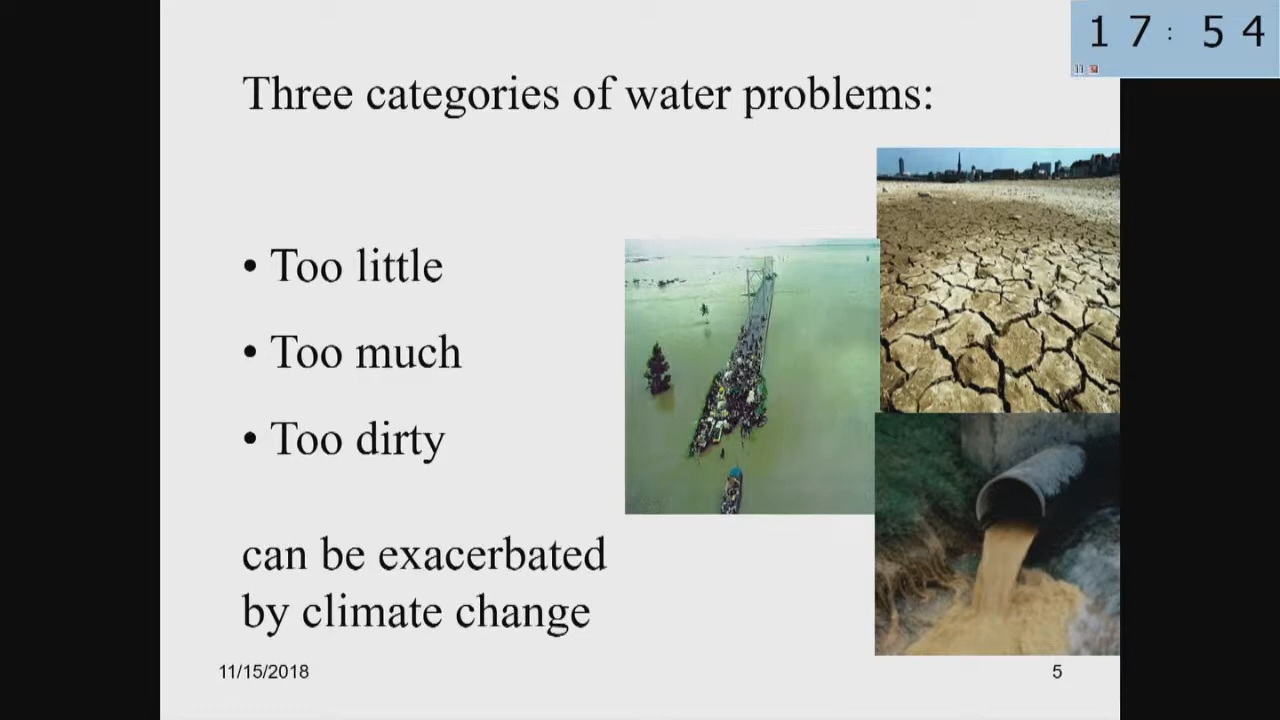 17:54
Three categories of water problems:
• Too little
• Too much
• Too dirty
can be exacerbated
by climate change
11/15/2018
5